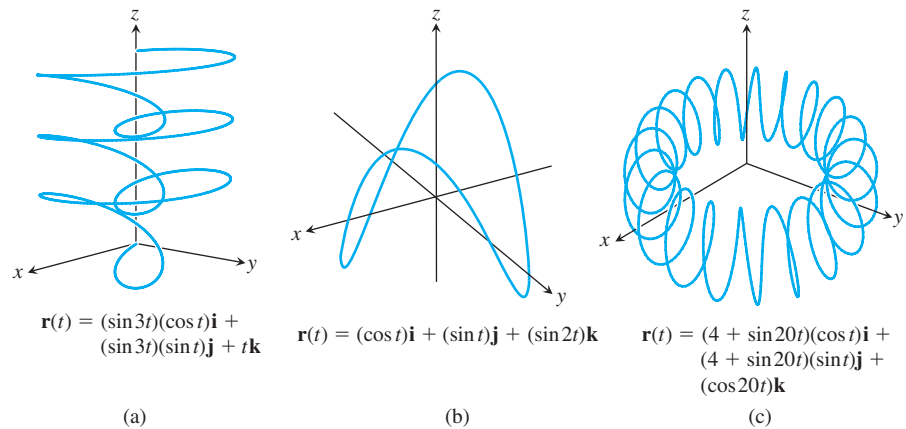 z
x
y
r(t) = (sin 3t)(cos t)i +
(sin 3t)(sin t)j + tk
(a)
z
x
y
r(t) = (cos t)i + (sin t)j + (sin 2t)k
(b)
z
x
y
r(t) = (4 + sin 20t)(cos t)i +
(4 + sin 20t)(sin t)j +
(cos 20t)k
(c)